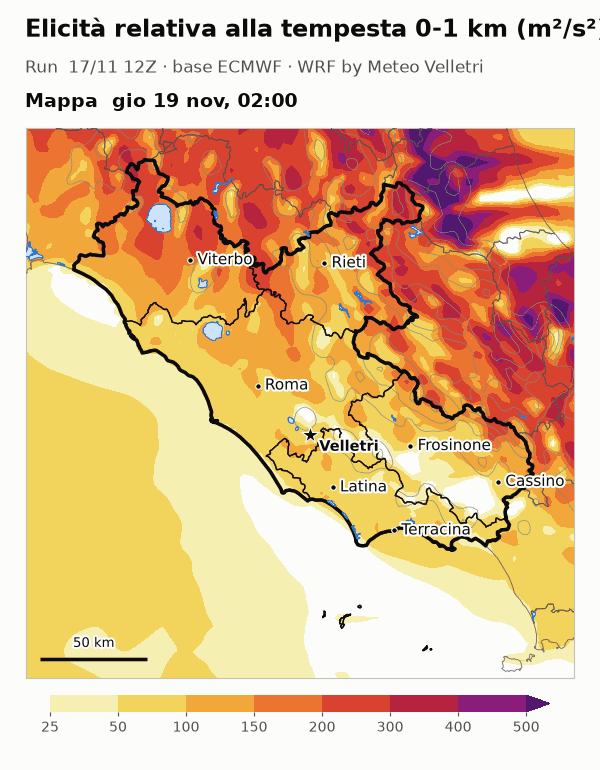 Elicità relativa alla tempesta 0-1 km (m²/s²)
Run 17/11 12Z · base ECMWF · WRF by Meteo Velletri
Mappa gio 19 nov, 02:00
Viterbo
Rieti
Roma
Velletri
Frosinone
Latina
Cassino
Terracina
50 km
25 50 100 150 200 300 400 500